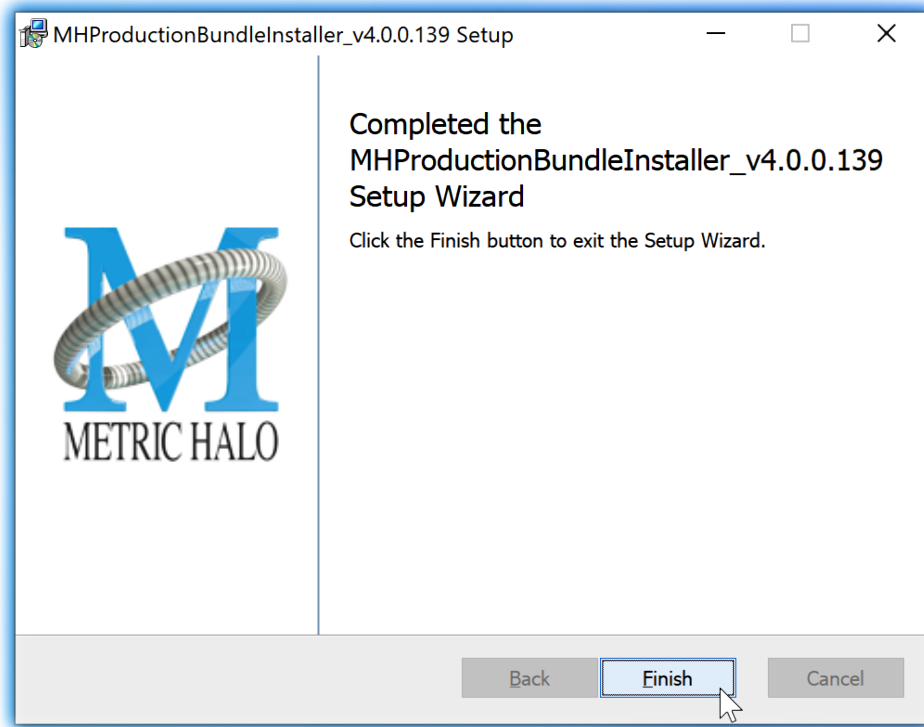 MHProductionBundleInstaller_v4.0.0.139 Setup
Completed the
MHProductionBundleInstaller_v4.0.0.139
Setup Wizard
Click the Finish button to exit the Setup Wizard.
METRIC HALO
Back
Finish
Cancel